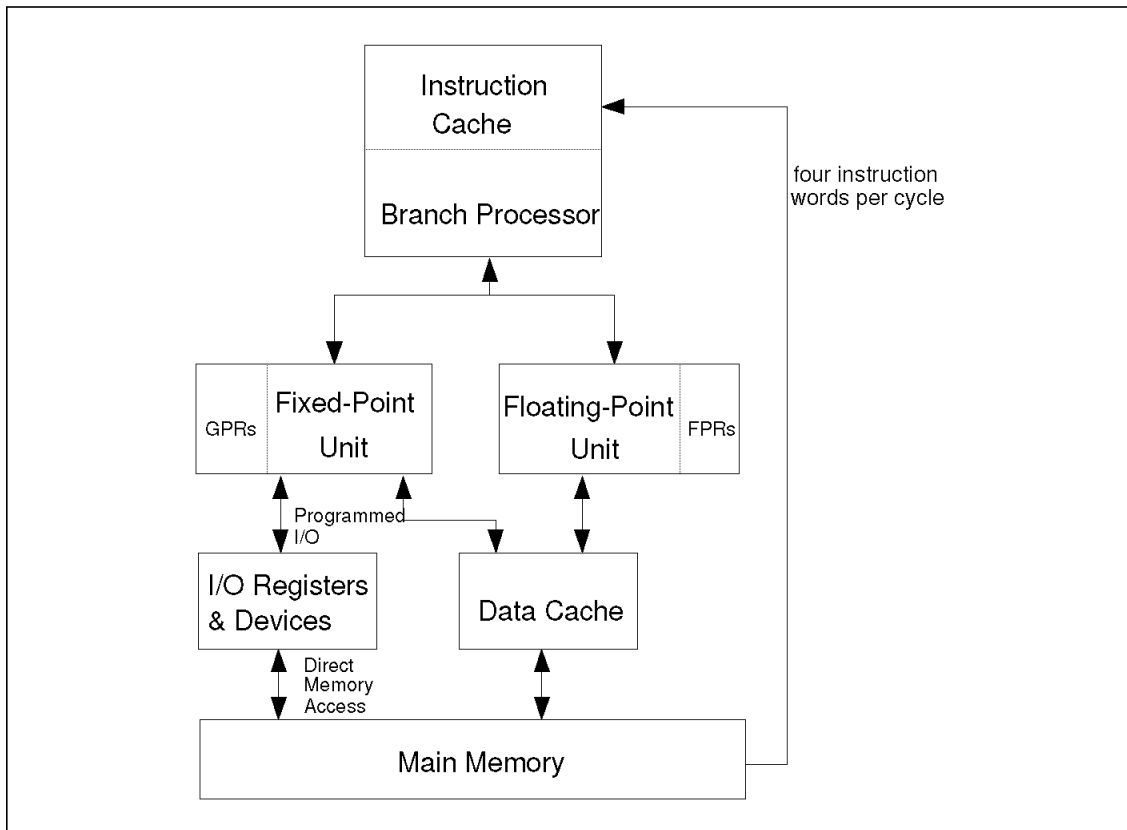 Instruction
Cache
four instruction
words per cycle
Branch Processor
GPRs
Fixed-Point
Unit
Floating-Point
Unit
FPRs
Programmed
I/O
I/O Registers
& Devices
Data Cache
Direct
Memory
Access
Main Memory